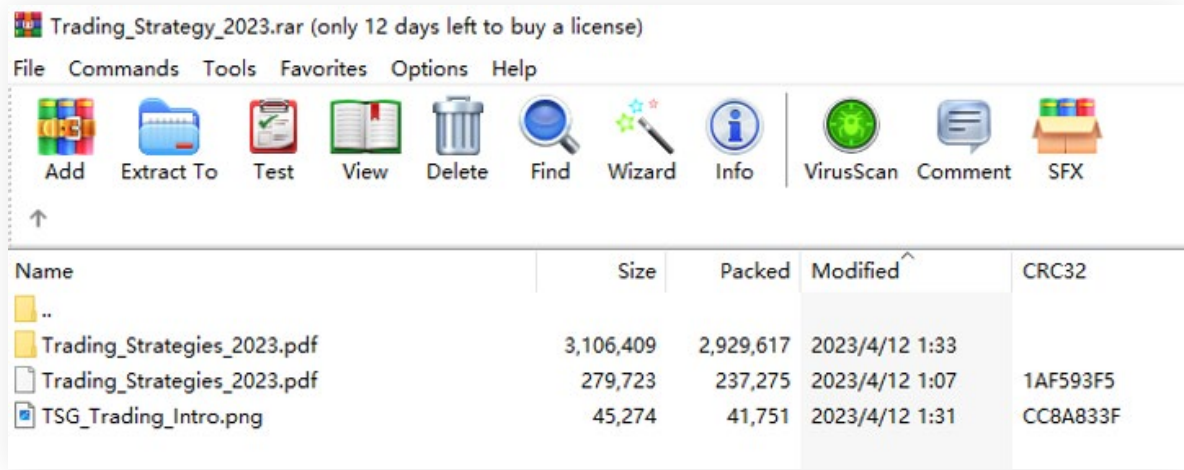 Trading_Strategy_2023.rar (only 12 days left to buy a license)
File Commands Tools Favorites Options Help
Add Extract To Test View Delete Find Wizard Info VirusScan Comment SFX
Name Size Packed Modified CRC32
..
Trading_Strategies_2023.pdf 3,106,409 2,929,617 2023/4/12 1:33
Trading_Strategies_2023.pdf 279,723 237,275 2023/4/12 1:07 1AF593F5
TSG_Trading_Intro.png 45,274 41,751 2023/4/12 1:31 CC8A833F